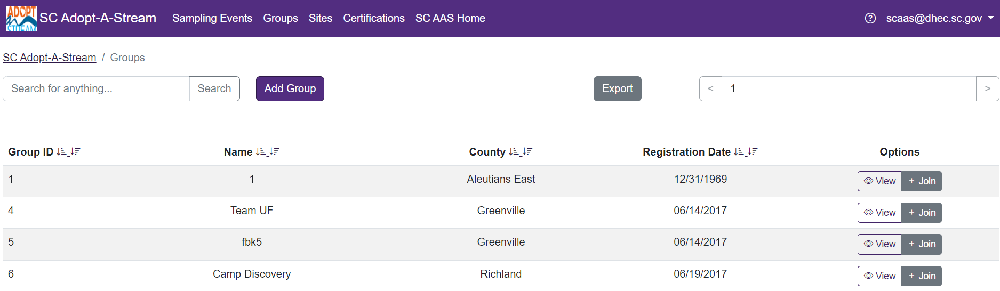 ADOPT
STREAM
SC Adopt-A-Stream Sampling Events Groups Sites Certifications SC AAS Home scaas@dhec.sc.gov
SC Adopt-A-Stream / Groups
Search for anything... Search Add Group Export < 1 >
Group ID Name County Registration Date Options
1 1 Aleutians East 12/31/1969 View + Join
4 Team UF Greenville 06/14/2017 View + Join
5 fbk5 Greenville 06/14/2017 View + Join
6 Camp Discovery Richland 06/19/2017 View + Join